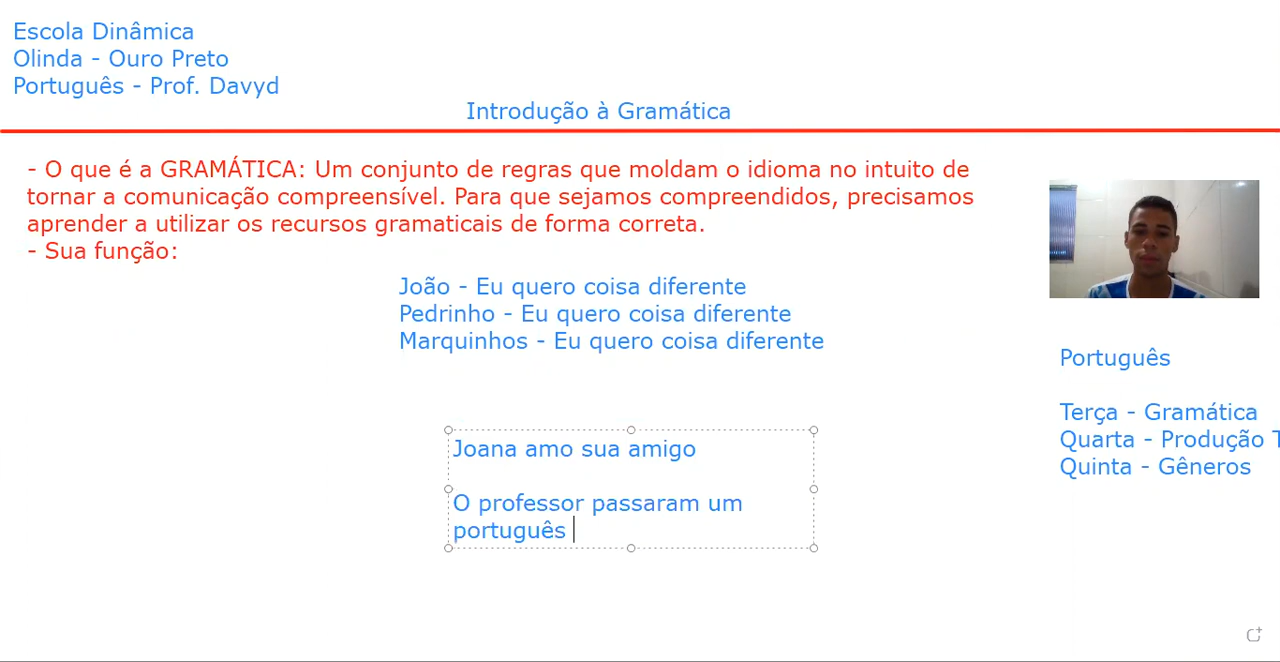 Escola Dinâmica
Olinda - Ouro Preto
Português - Prof. Davyd
Introdução à Gramática
- O que é a GRAMÁTICA: Um conjunto de regras que moldam o idioma no intuito de
tornar a comunicação compreensível. Para que sejamos compreendidos, precisamos
aprender a utilizar os recursos gramaticais de forma correta.
- Sua função:
João - Eu quero coisa diferente
Pedrinho - Eu quero coisa diferente
Marquinhos - Eu quero coisa diferente
Joana amo sua amigo
O professor passaram um
português
Português
Terça - Gramática
Quarta - Produção T
Quinta - Gêneros